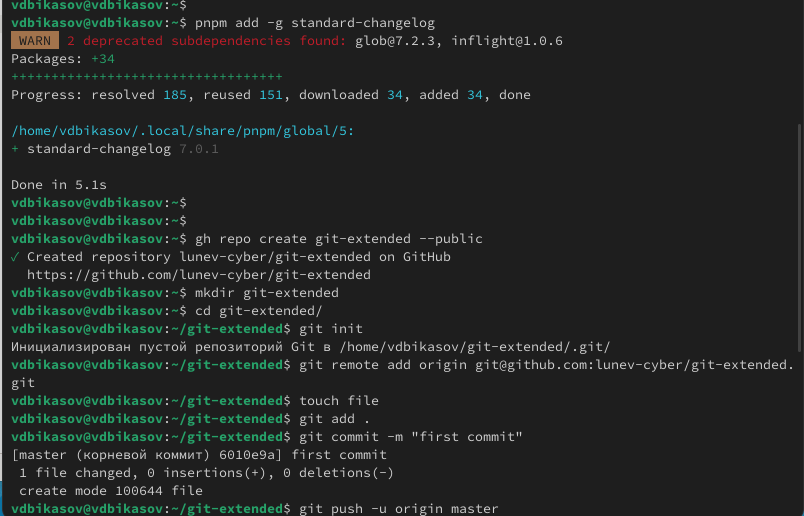 vdbikasov@vdbikasov:~$
vdbikasov@vdbikasov:~$ pnpm add -g standard-changelog
WARN 2 deprecated subdependencies found: glob@7.2.3, inflight@1.0.6
Packages: +34
++++++++++++++++++++++++++++++++++
Progress: resolved 185, reused 151, downloaded 34, added 34, done
/home/vdbikasov/.local/share/pnpm/global/5:
+ standard-changelog 7.0.1
Done in 5.1s
vdbikasov@vdbikasov:~$
vdbikasov@vdbikasov:~$
vdbikasov@vdbikasov:~$ gh repo create git-extended --public
✓ Created repository lunev-cyber/git-extended on GitHub
https://github.com/lunev-cyber/git-extended
vdbikasov@vdbikasov:~$ mkdir git-extended
vdbikasov@vdbikasov:~$ cd git-extended/
vdbikasov@vdbikasov:~/git-extended$ git init
Инициализирован пустой репозиторий Git в /home/vdbikasov/git-extended/.git/
vdbikasov@vdbikasov:~/git-extended$ git remote add origin git@github.com:lunev-cyber/git-extended.
git
vdbikasov@vdbikasov:~/git-extended$ touch file
vdbikasov@vdbikasov:~/git-extended$ git add .
vdbikasov@vdbikasov:~/git-extended$ git commit -m "first commit"
[master (корневой коммит) 6010e9a] first commit
1 file changed, 0 insertions(+), 0 deletions(-)
create mode 100644 file
vdbikasov@vdbikasov:~/git-extended$ git push -u origin master